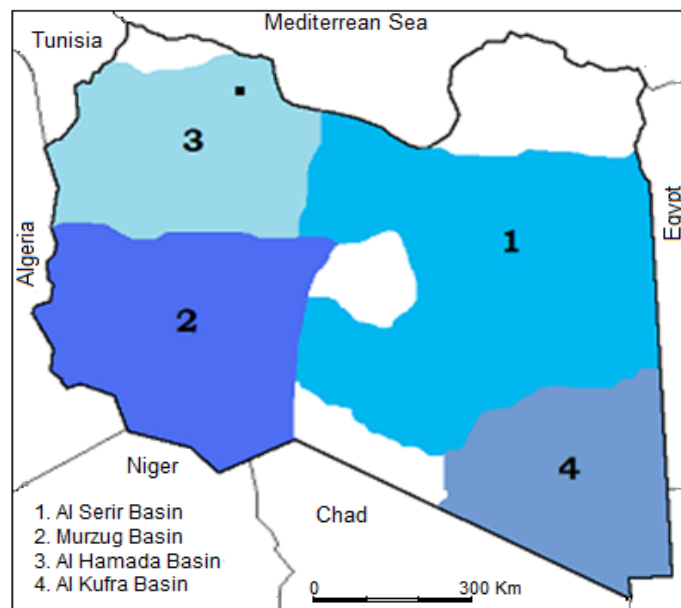 Mediterrean Sea
Tunisia
3
1
Egypt
Algeria
2
4
Niger
Chad
1. Al Serir Basin
2. Murzug Basin
3. Al Hamada Basin
4. Al Kufra Basin
0 300 Km